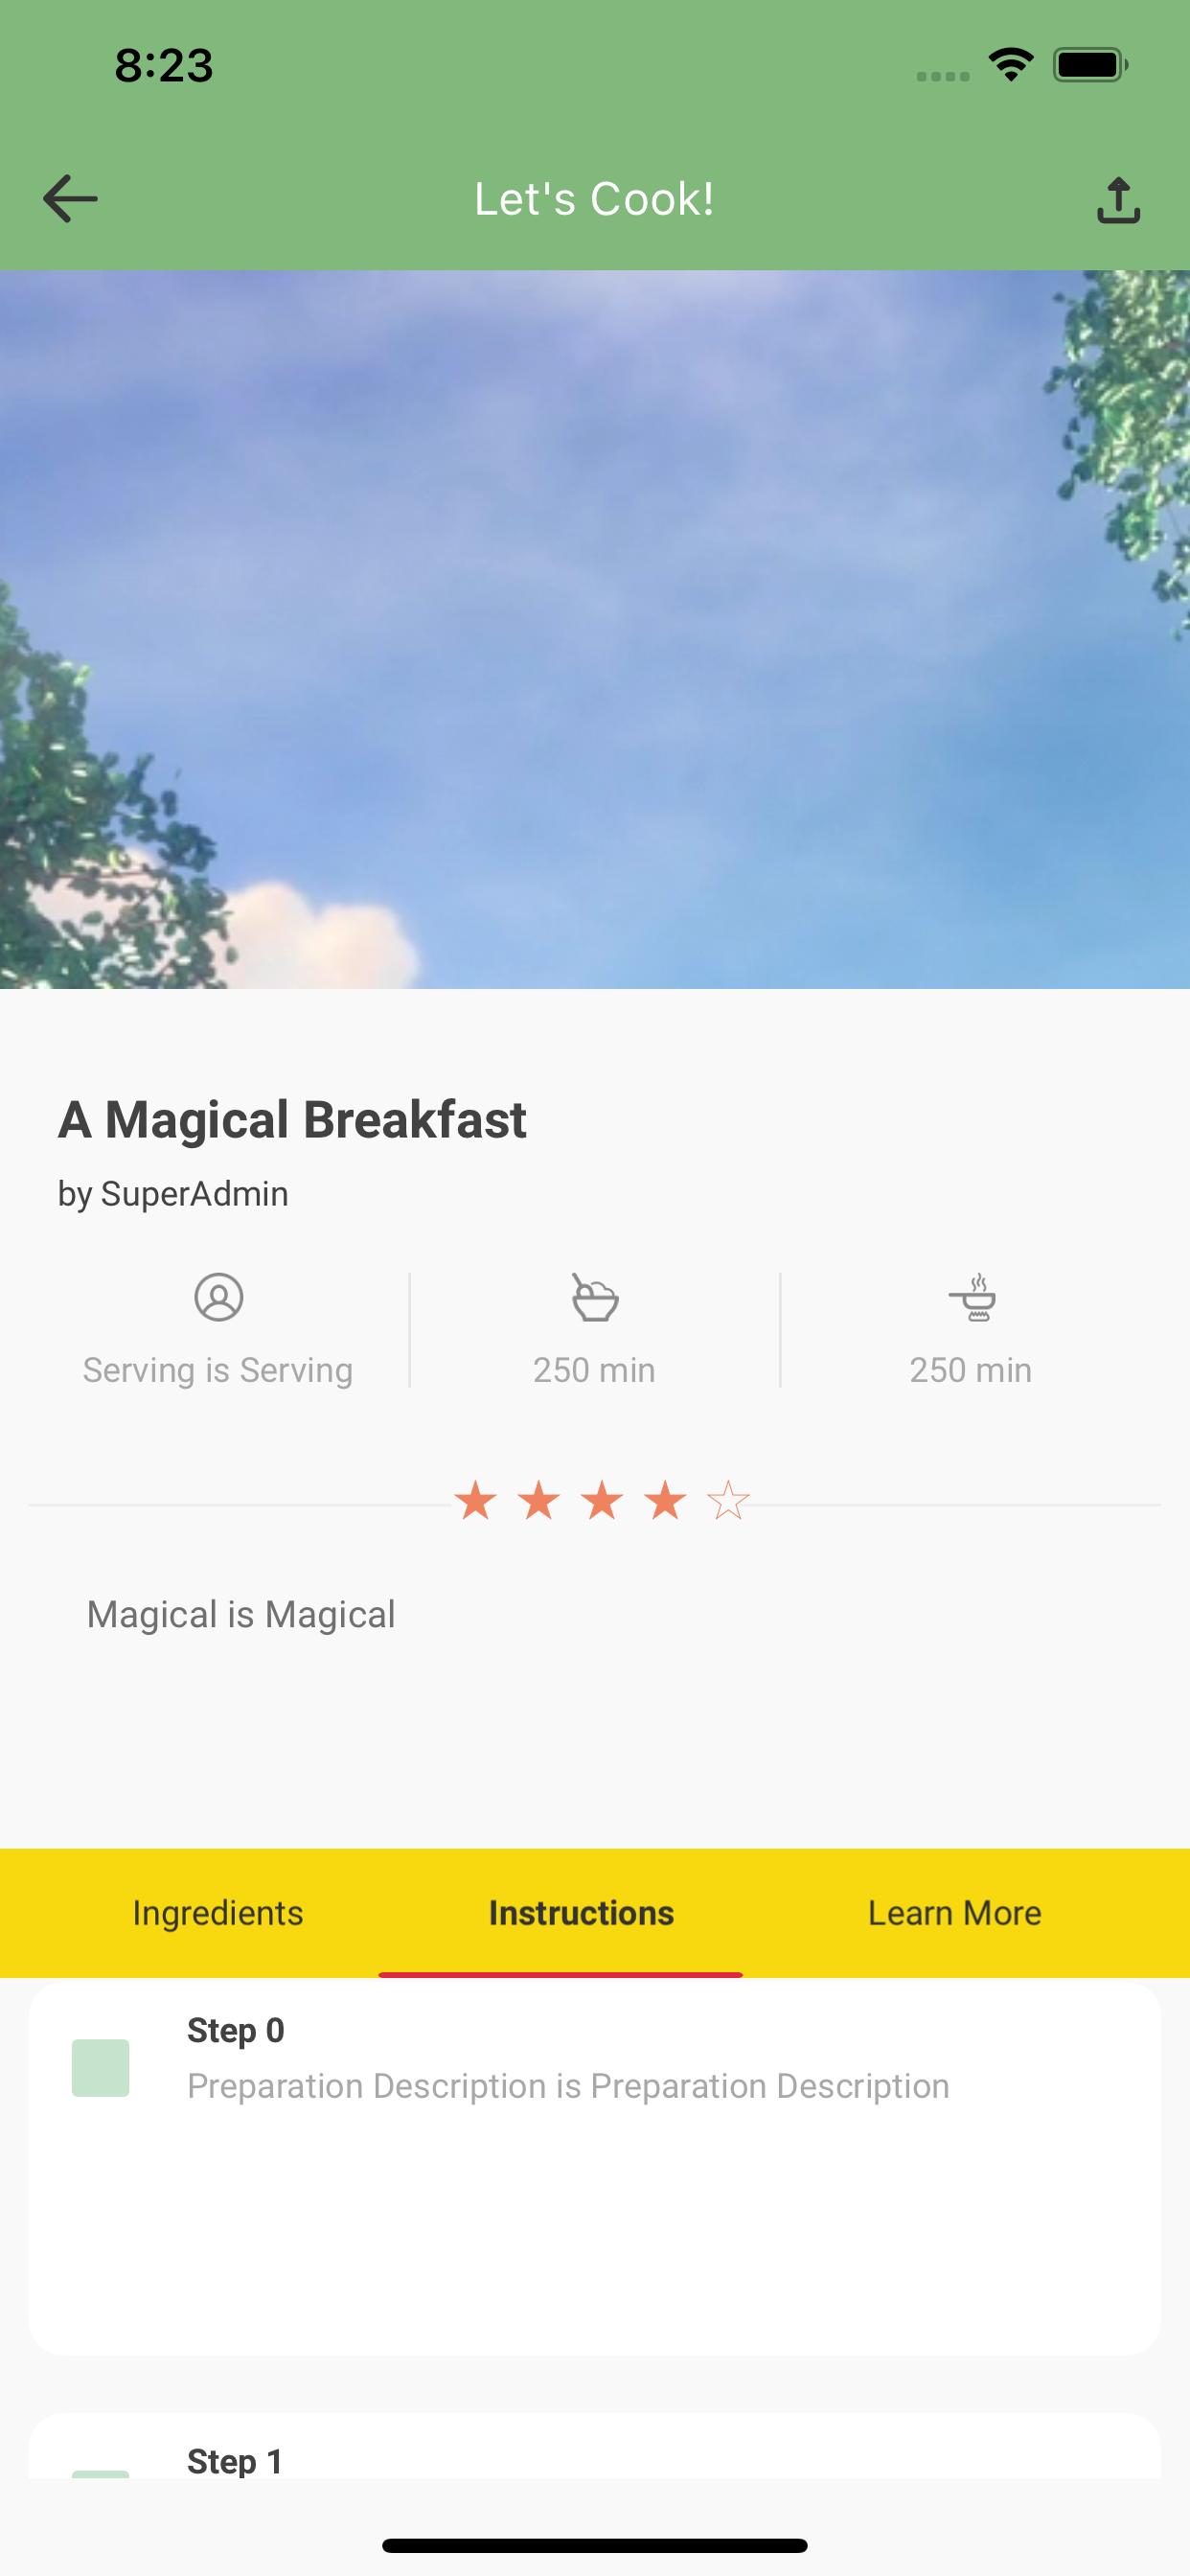 8:23
Let's Cook!
A Magical Breakfast
by SuperAdmin
Serving is Serving
250 min
250 min
Magical is Magical
Ingredients
Instructions
Learn More
Step 0
Preparation Description is Preparation Description
Step 1